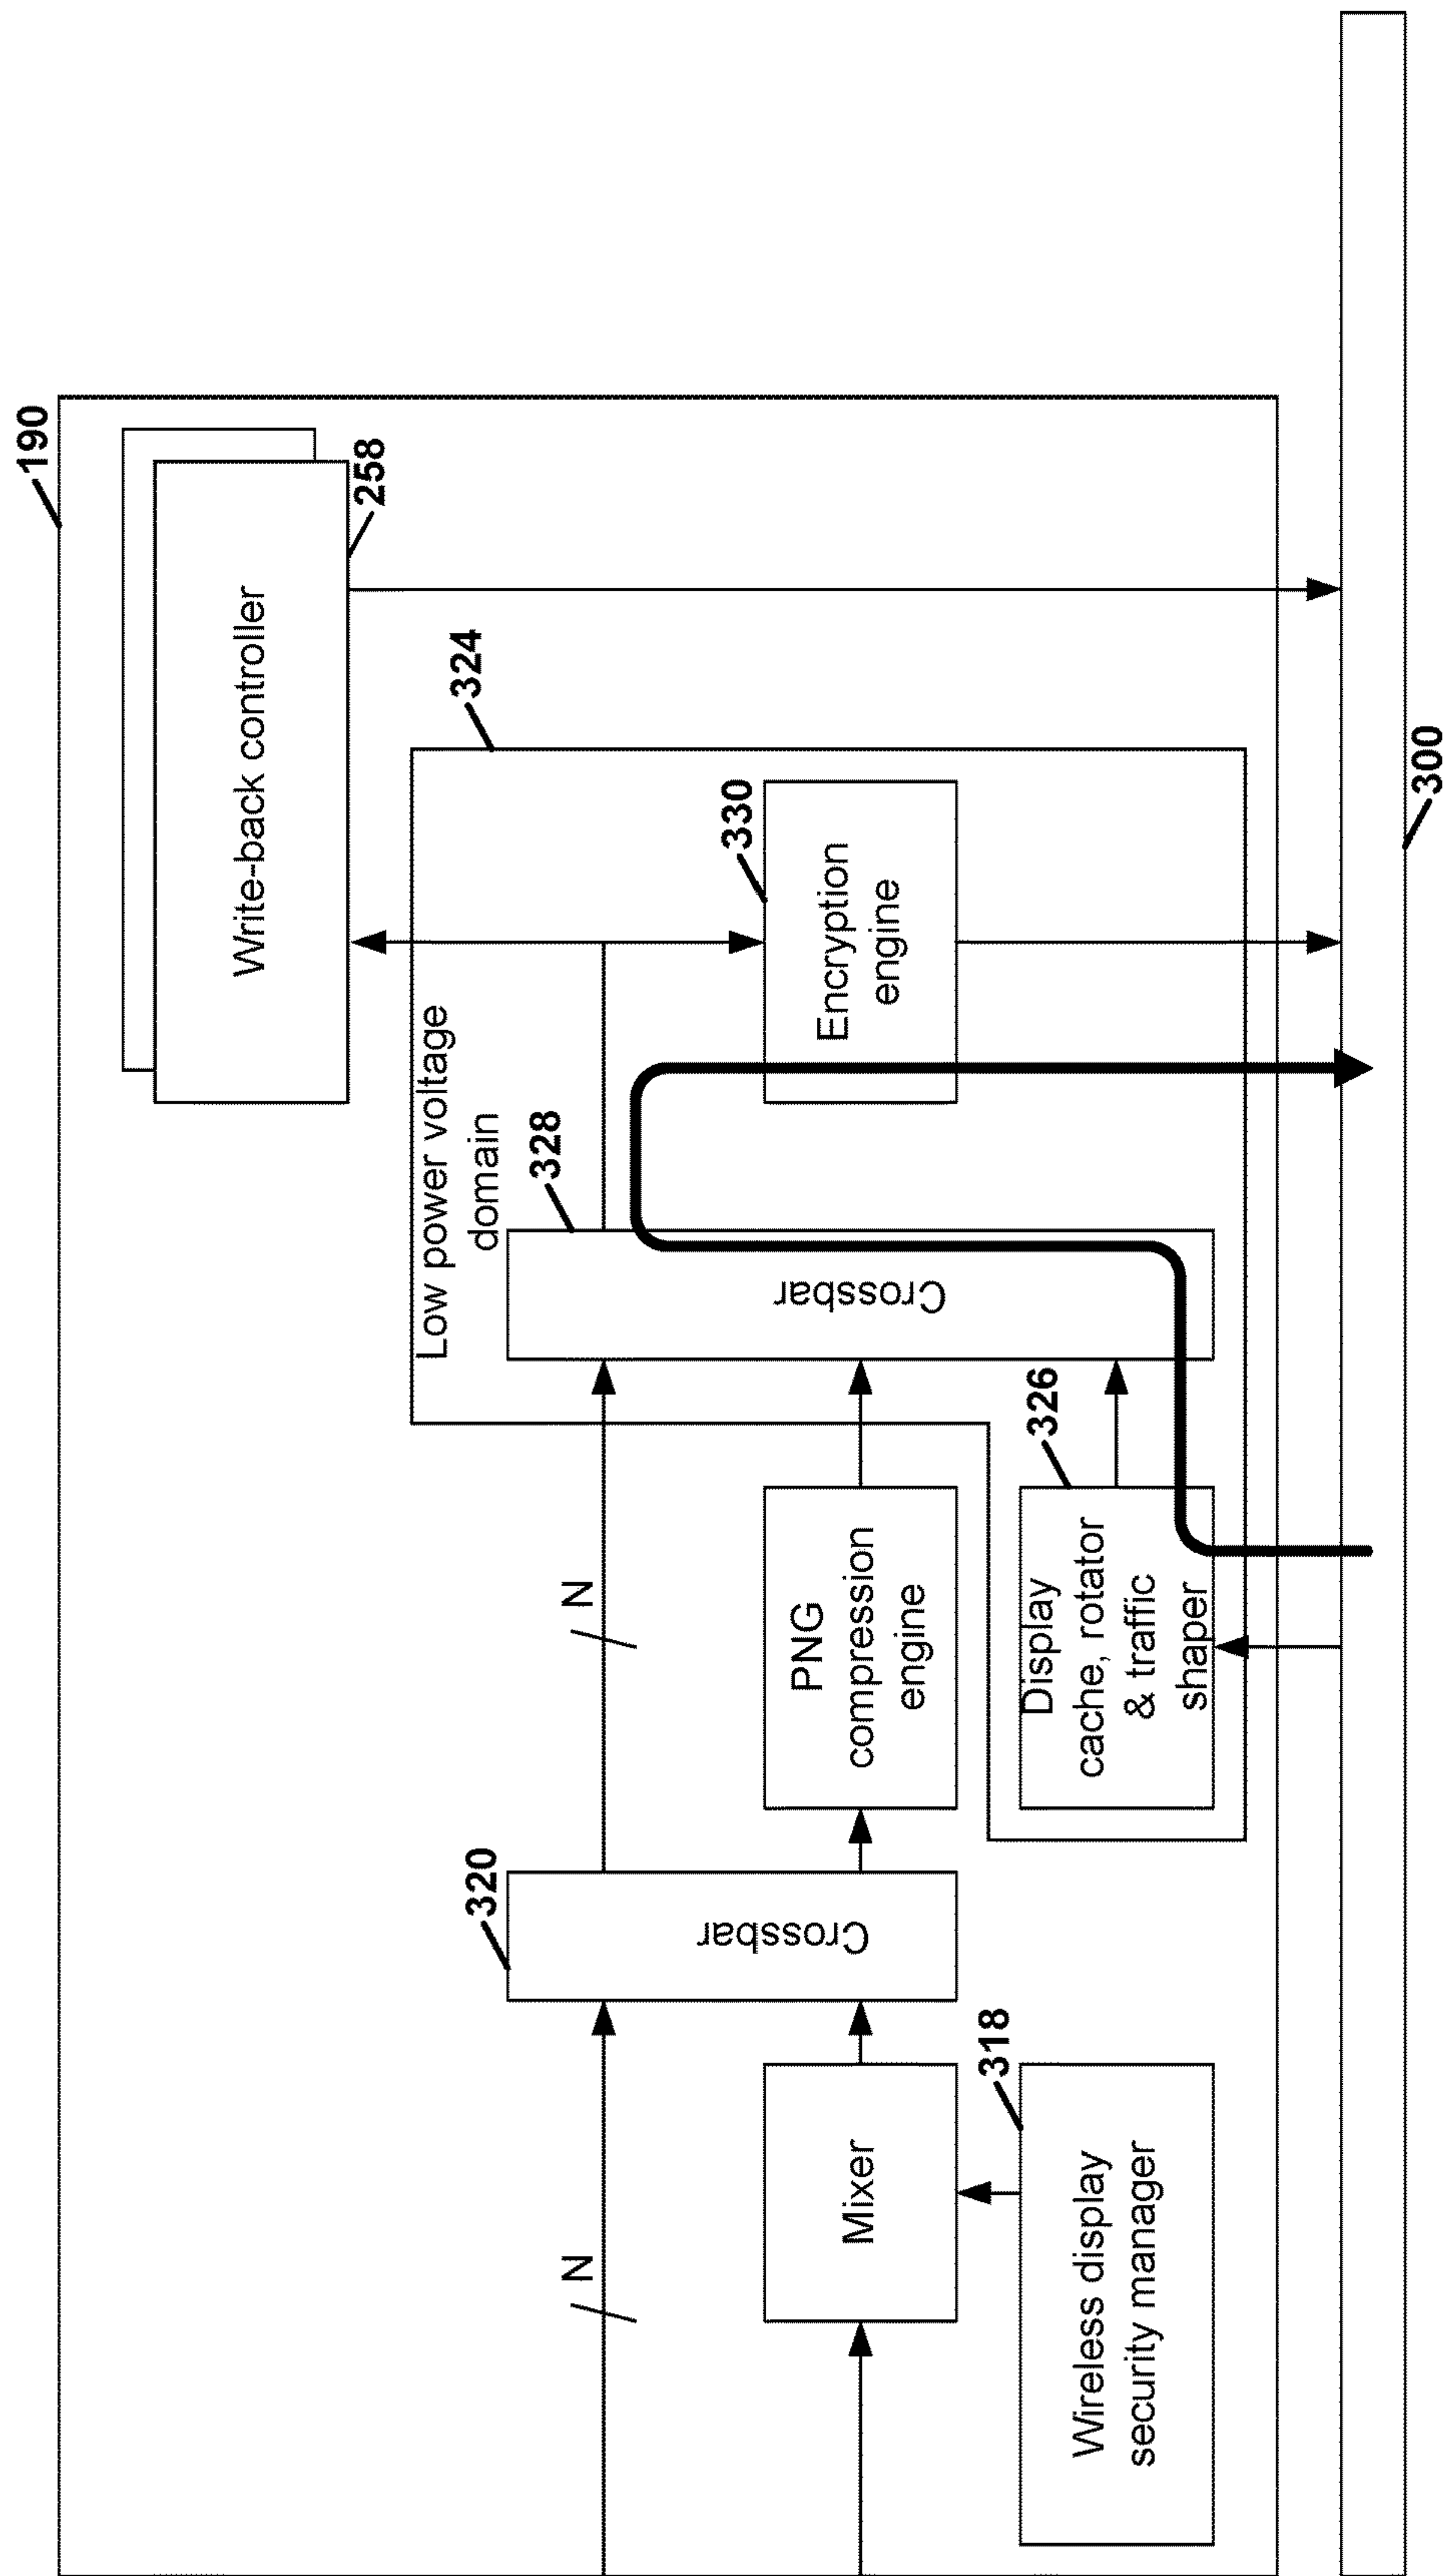 190
Write-back controller
258
324
Low power voltage
domain
328
330
Encryption
engine
Crossbar
N
320
Crossbar
N
PNG
compression
engine
326
Display
cache, rotator
& traffic
shaper
Mixer
318
Wireless display
security manager
300